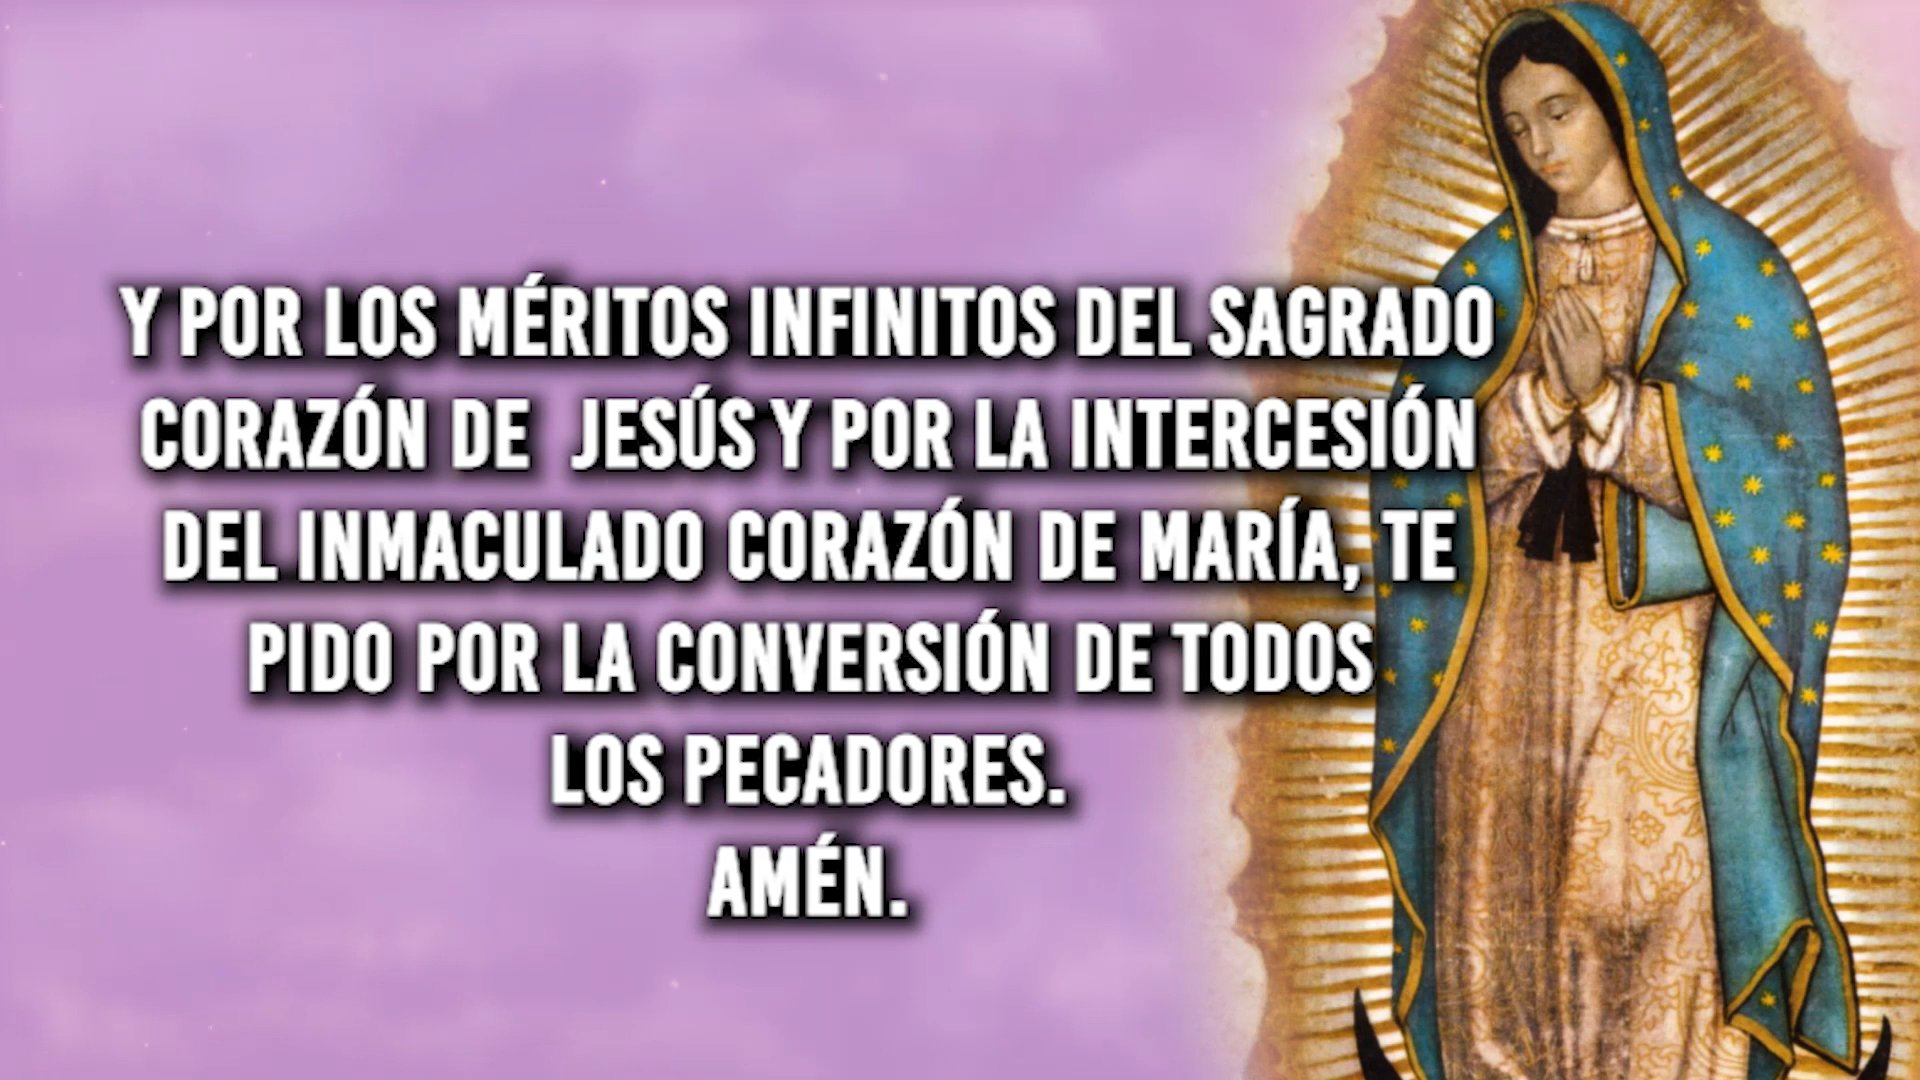 Y POR LOS MÉRITOS INFINITOS DEL SAGRADO
CORAZÓN DE JESÚS Y POR LA INTERCESIÓN
DEL INMACULADO CORAZÓN DE MARÍA, TE
PIDO POR LA CONVERSIÓN DE TODOS
LOS PECADORES.
AMÉN.